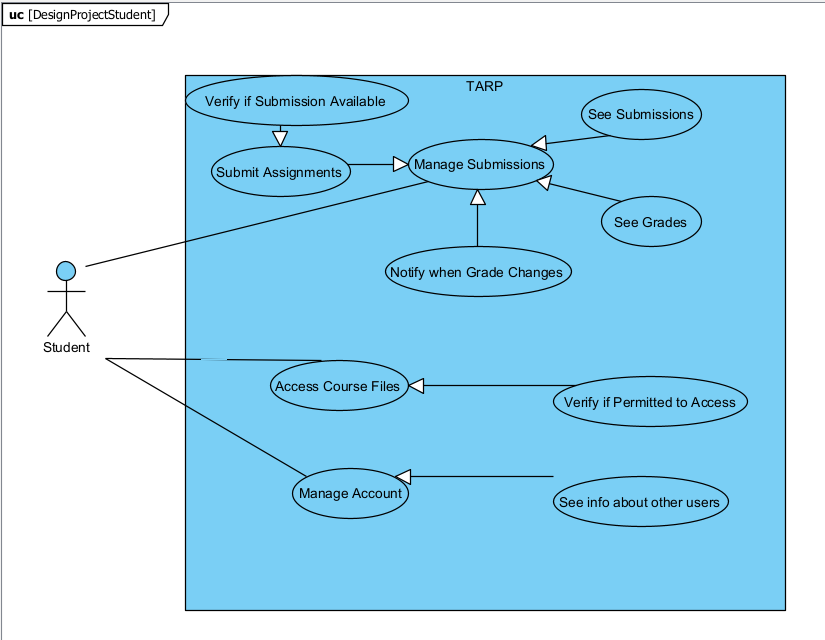 uc [DesignProjectStudent]
TARP
Verify if Submission Available
See Submissions
Submit Assignments
Manage Submissions
See Grades
Notify when Grade Changes
Student
Access Course Files
Verify if Permitted to Access
Manage Account
See info about other users